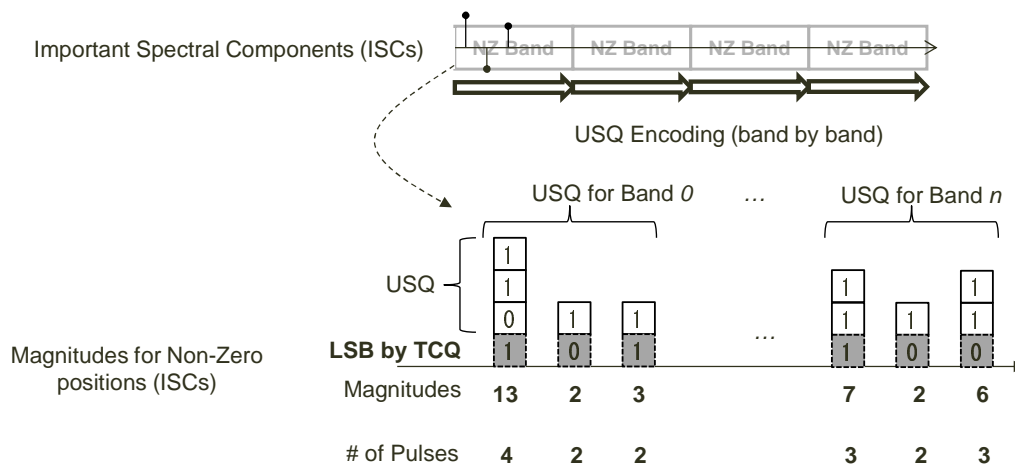 Important Spectral Components (ISCs)
NZ Band NZ Band NZ Band NZ Band
USQ Encoding (band by band)
USQ for Band 0 ... USQ for Band n
USQ
1
1 1 1
0 1 1 1 1 1
LSB by TCQ 1 0 1 ... 1 0 0
Magnitudes for Non-Zero
positions (ISCs)
Magnitudes 13 2 3 7 2 6
# of Pulses 4 2 2 3 2 3